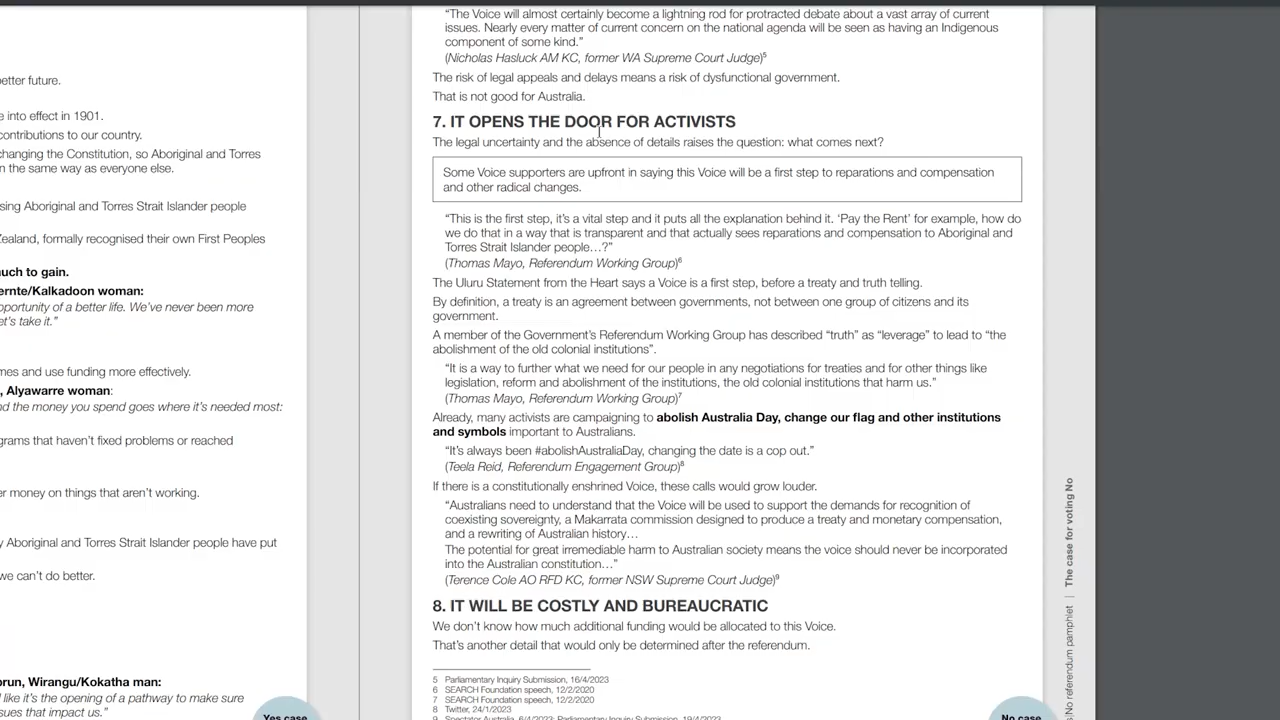 etter future.
e into effect in 1901.
contributions to our country.
changing the Constitution, so Aboriginal and Torres
n the same way as everyone else.
sing Aboriginal and Torres Strait Islander people
Zealand, formally recognised their own First Peoples
uch to gain.
ernte/Kalkadoon woman:
opportunity of a better life. We’ve never been more
et’s take it.”
mes and use funding more effectively.
, Alyawarre woman:
nd the money you spend goes where it’s needed most:
grams that haven’t fixed problems or reached
er money on things that aren’t working.
y Aboriginal and Torres Strait Islander people have put
we can’t do better.
orun, Wirangu/Kokatha man:
like it’s the opening of a pathway to make sure
sues that impact us.”
Yes case
“The Voice will almost certainly become a lightning rod for protracted debate about a vast array of current
issues. Nearly every matter of current concern on the national agenda will be seen as having an Indigenous
component of some kind.”
(Nicholas Hasluck AM KC, former WA Supreme Court Judge)5
The risk of legal appeals and delays means a risk of dysfunctional government.
That is not good for Australia.
7. IT OPENS THE DOOR FOR ACTIVISTS
The legal uncertainty and the absence of details raises the question: what comes next?
Some Voice supporters are upfront in saying this Voice will be a first step to reparations and compensation
and other radical changes.
“This is the first step, it’s a vital step and it puts all the explanation behind it. ‘Pay the Rent’ for example, how do
we do that in a way that is transparent and that actually sees reparations and compensation to Aboriginal and
Torres Strait Islander people…?”
(Thomas Mayo, Referendum Working Group)6
The Uluru Statement from the Heart says a Voice is a first step, before a treaty and truth telling.
By definition, a treaty is an agreement between governments, not between one group of citizens and its
government.
A member of the Government’s Referendum Working Group has described “truth” as “leverage” to lead to “the
abolishment of the old colonial institutions”.
“It is a way to further what we need for our people in any negotiations for treaties and for other things like
legislation, reform and abolishment of the institutions, the old colonial institutions that harm us.”
(Thomas Mayo, Referendum Working Group)7
Already, many activists are campaigning to abolish Australia Day, change our flag and other institutions
and symbols important to Australians.
“It’s always been #abolishAustraliaDay, changing the date is a cop out.”
(Teela Reid, Referendum Engagement Group)8
If there is a constitutionally enshrined Voice, these calls would grow louder.
“Australians need to understand that the Voice will be used to support the demands for recognition of
coexisting sovereignty, a Makarrata commission designed to produce a treaty and monetary compensation,
and a rewriting of Australian history…
The potential for great irremediable harm to Australian society means the voice should never be incorporated
into the Australian constitution…”
(Terence Cole AO RFD KC, former NSW Supreme Court Judge)9
8. IT WILL BE COSTLY AND BUREAUCRATIC
We don’t know how much additional funding would be allocated to this Voice.
That’s another detail that would only be determined after the referendum.
5 Parliamentary Inquiry Submission, 16/4/2023
6 SEARCH Foundation speech, 12/2/2020
7 SEARCH Foundation speech, 12/2/2020
8 Twitter, 24/1/2023
9 Spectator Australia, 6/4/2023; Parliamentary Inquiry Submission, 19/4/2023
No case
s/No referendum pamphlet | The case for voting No